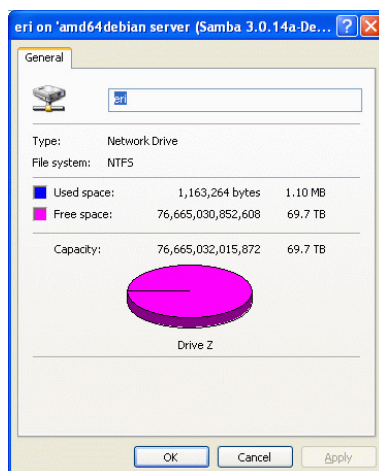 eri on 'amd64debian server (Samba 3.0.14a-De...
General
eri
Type: Network Drive
File system: NTFS
Used space: 1,163,264 bytes 1.10 MB
Free space: 76,665,030,852,608 69.7 TB
Capacity: 76,665,032,015,872 69.7 TB
Drive Z
OK Cancel Apply